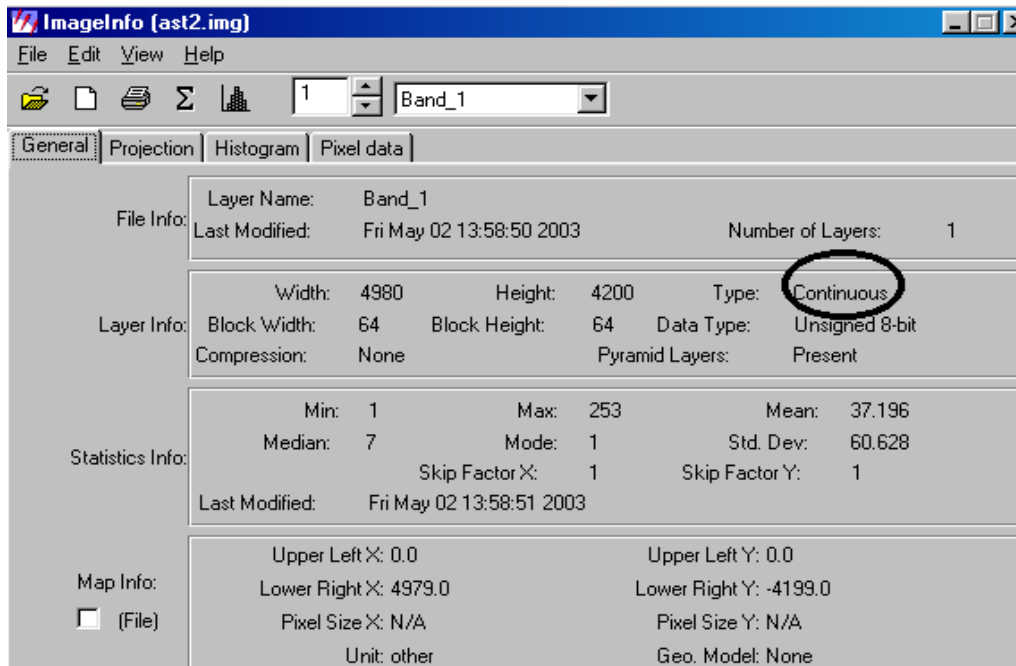 ImageInfo (ast2.img)
File Edit View Help
1 Band_1
General Projection Histogram Pixel data
File Info:
Layer Name: Band_1
Last Modified: Fri May 02 13:58:50 2003 Number of Layers: 1
Layer Info:
Width: 4980 Height: 4200 Type: Continuous
Block Width: 64 Block Height: 64 Data Type: Unsigned 8-bit
Compression: None Pyramid Layers: Present
Statistics Info:
Min: 1 Max: 253 Mean: 37.196
Median: 7 Mode: 1 Std. Dev: 60.628
Skip Factor X: 1 Skip Factor Y: 1
Last Modified: Fri May 02 13:58:51 2003
Map Info:
(File)
Upper Left X: 0.0 Upper Left Y: 0.0
Lower Right X: 4979.0 Lower Right Y: -4199.0
Pixel Size X: N/A Pixel Size Y: N/A
Unit: other Geo. Model: None